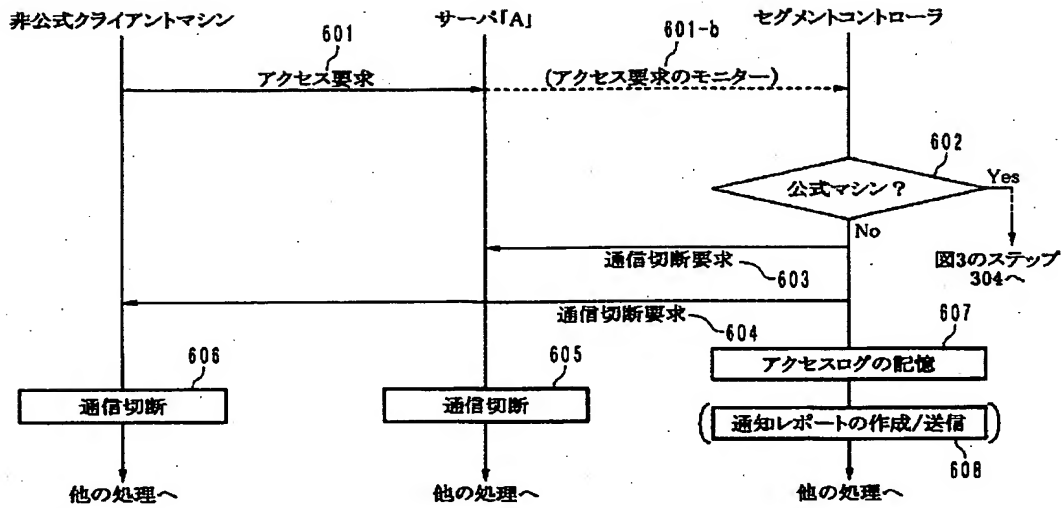 非公式クライアントマシン
サーバ「A」
セグメントコントローラ
601
アクセス要求
601-b
(アクセス要求のモニター)
602
公式マシン?
Yes
No
図3のステップ
304へ
通信切断要求
603
通信切断要求
604
607
アクセスログの記憶
606
通信切断
605
通信切断
(通知レポートの作成/送信)
608
他の処理へ
他の処理へ
他の処理へ